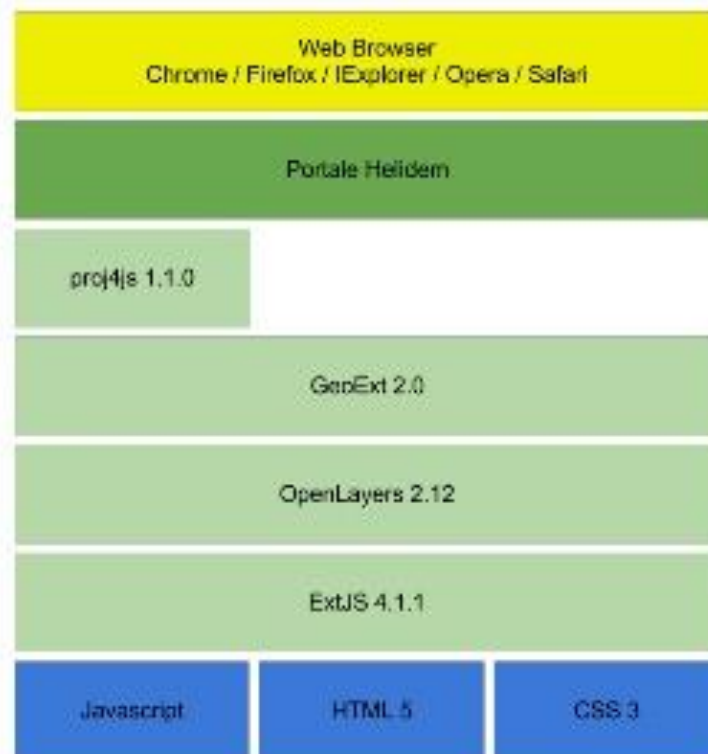 Web Browser
Chrome / Firefox / IExplorer / Opera / Safari
Portale Helidem
proj4js 1.1.0
GeoExt 2.0
OpenLayers 2.12
ExtJS 4.1.1
Javascript
HTML 5
CSS 3